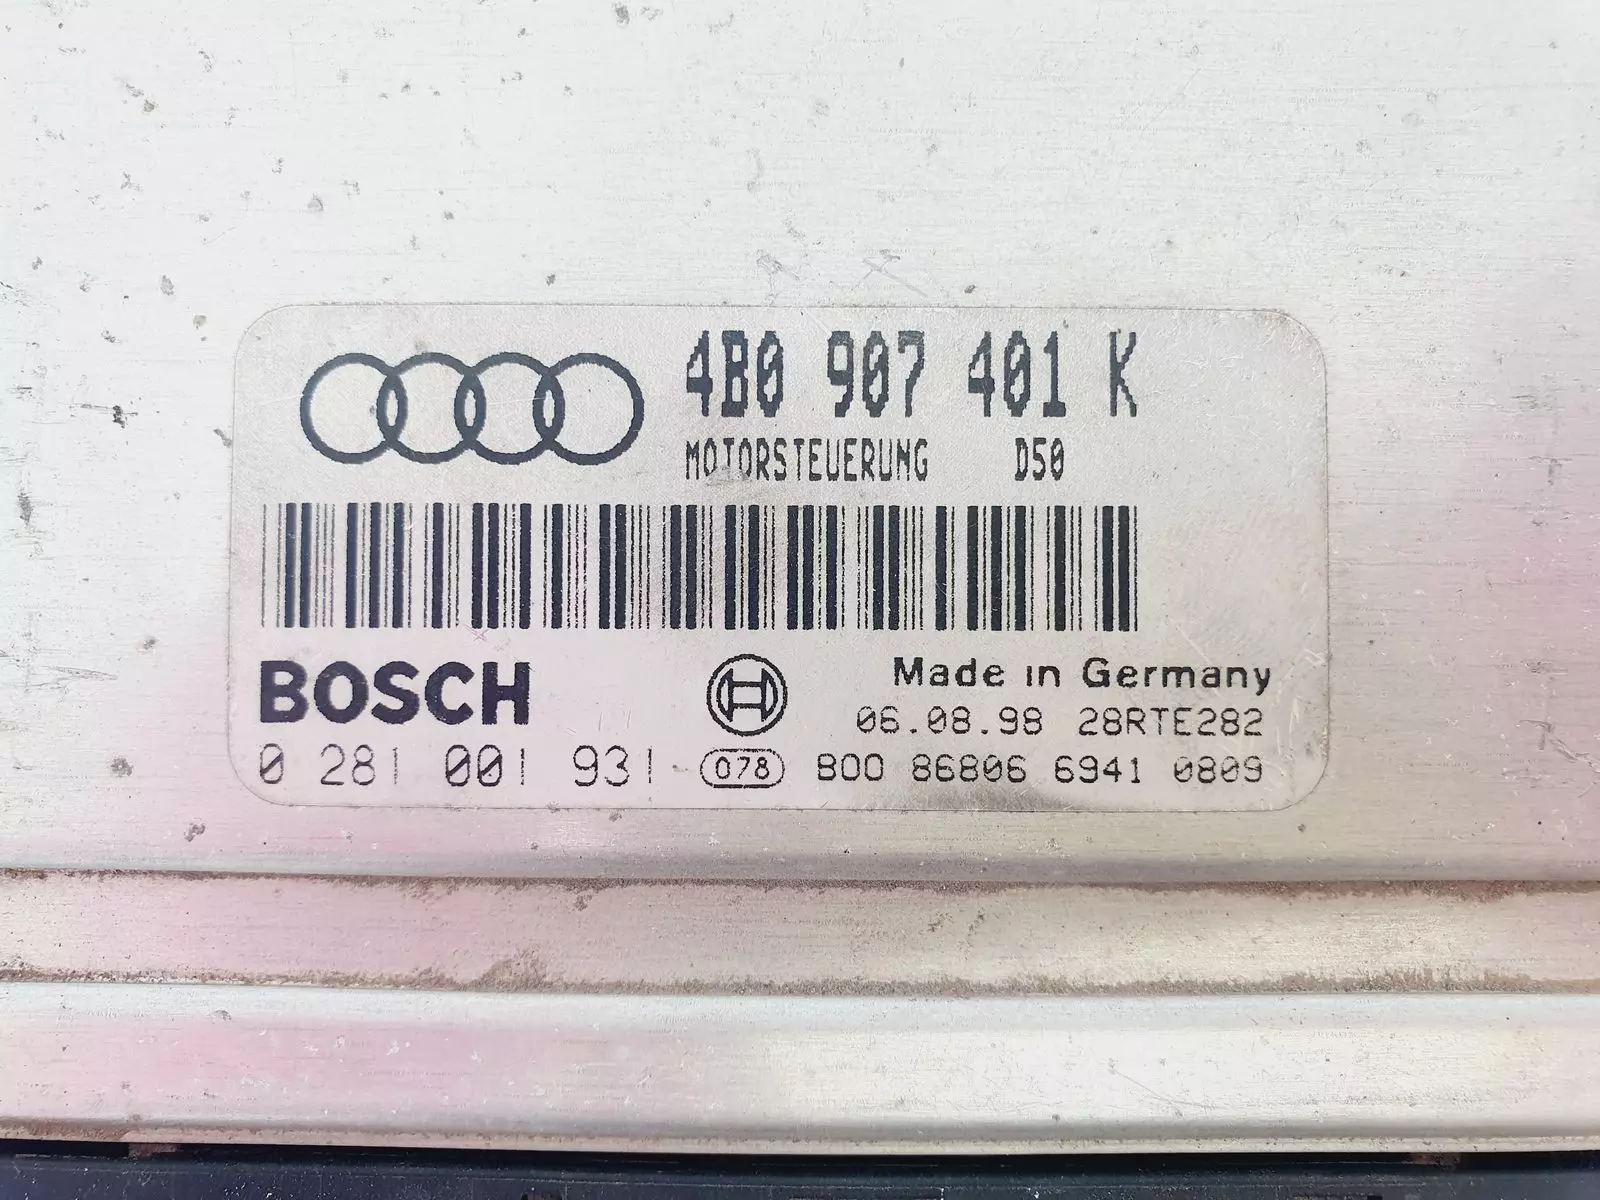 4B0 907 401 K
MOTORSTEUERUNG D50
BOSCH
Made in Germany
06.08.98 28RTE282
0 281 001 931 078 800 86806 6941 0809